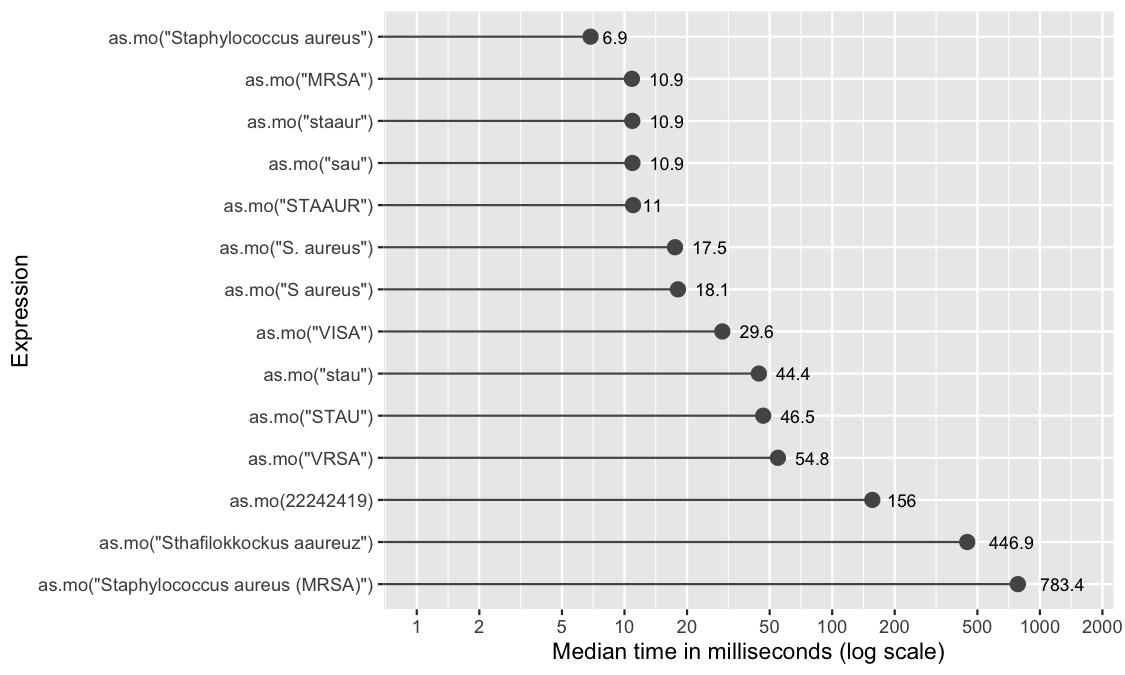 as.mo("Staphylococcus aureus") 6.9
as.mo("MRSA") 10.9
as.mo("staaur") 10.9
as.mo("sau") 10.9
as.mo("STAAUR") 11
as.mo("S. aureus") 17.5
as.mo("S aureus") 18.1
as.mo("VISA") 29.6
as.mo("stau") 44.4
as.mo("STAU") 46.5
as.mo("VRSA") 54.8
as.mo(22242419) 156
as.mo("Sthafilokkockus aaureuz") 446.9
as.mo("Staphylococcus aureus (MRSA)") 783.4
Expression
1 2 5 10 20 50 100 200 500 1000 2000
Median time in milliseconds (log scale)